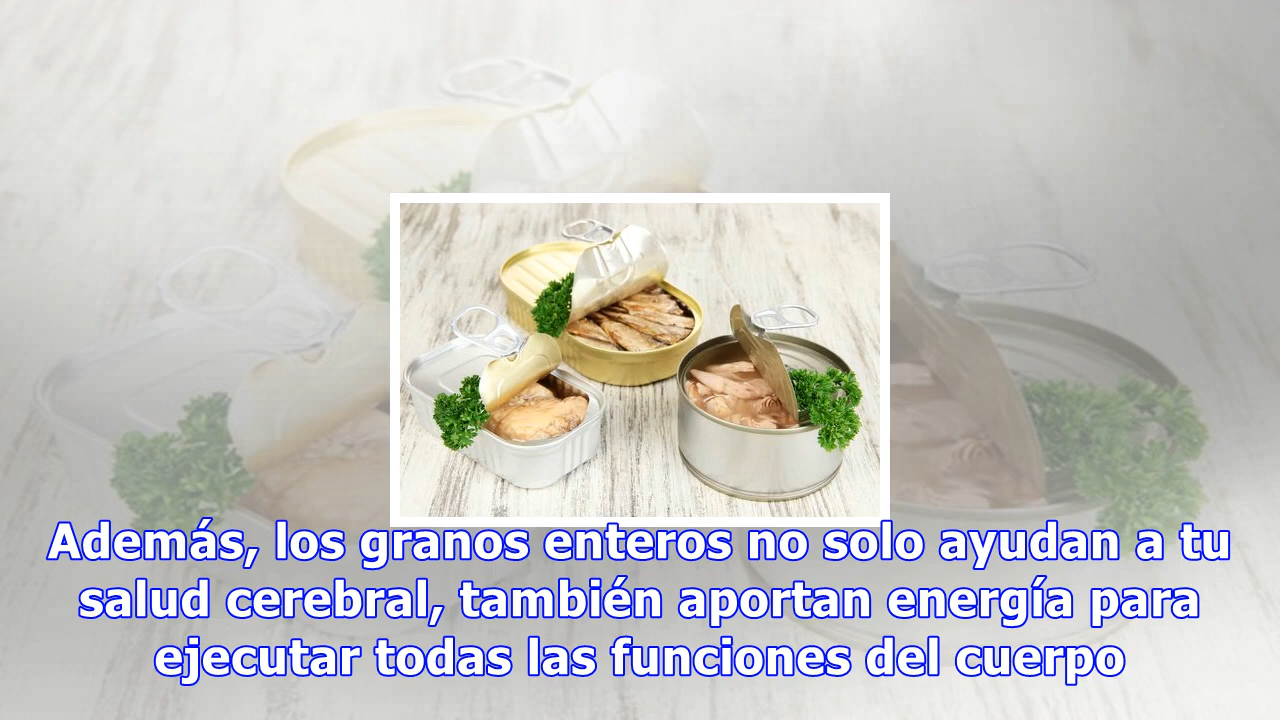 Además, los granos enteros no solo ayudan a tu
salud cerebral, también aportan energía para
ejecutar todas las funciones del cuerpo